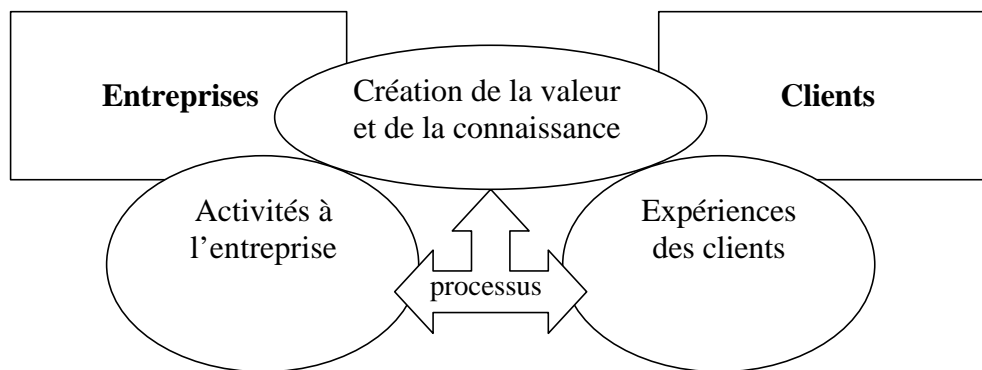 Entreprises
Création de la valeur
et de la connaissance
Clients
Activités à
l’entreprise
Expériences
des clients
processus